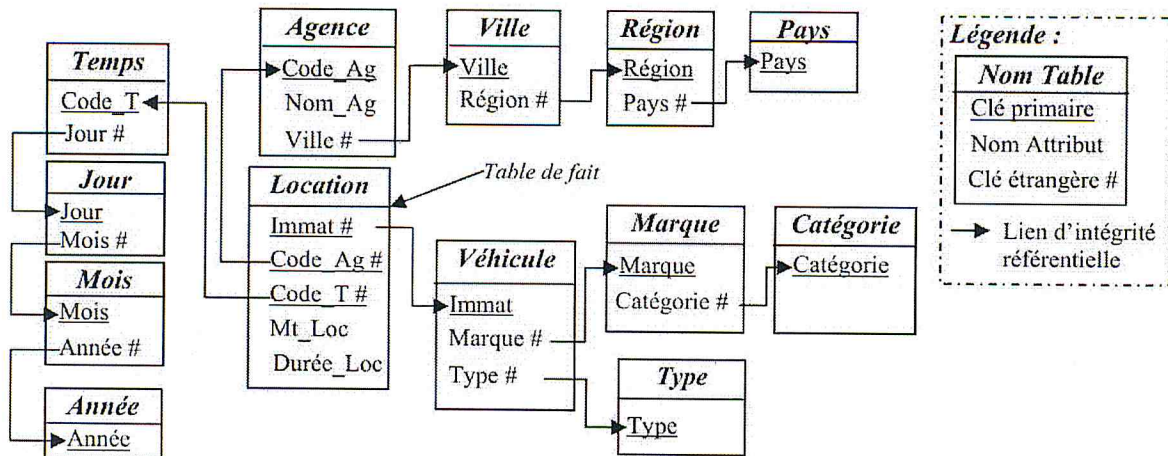 Temps
Code_T
Jour #
Jour
Jour
Mois #
Mois
Mois
Année #
Année
Année
Agence
Code_Ag
Nom_Ag
Ville #
Location
Immat #
Code_Ag #
Code_T #
Mt_Loc
Durée_Loc
Table de fait
Ville
Ville
Région #
Région
Région
Pays #
Pays
Pays
Véhicule
Immat
Marque #
Type #
Marque
Marque
Catégorie #
Catégorie
Catégorie
Type
Type
Légende :
Nom Table
Clé primaire
Nom Attribut
Clé étrangère #
Lien d’intégrité
référentielle